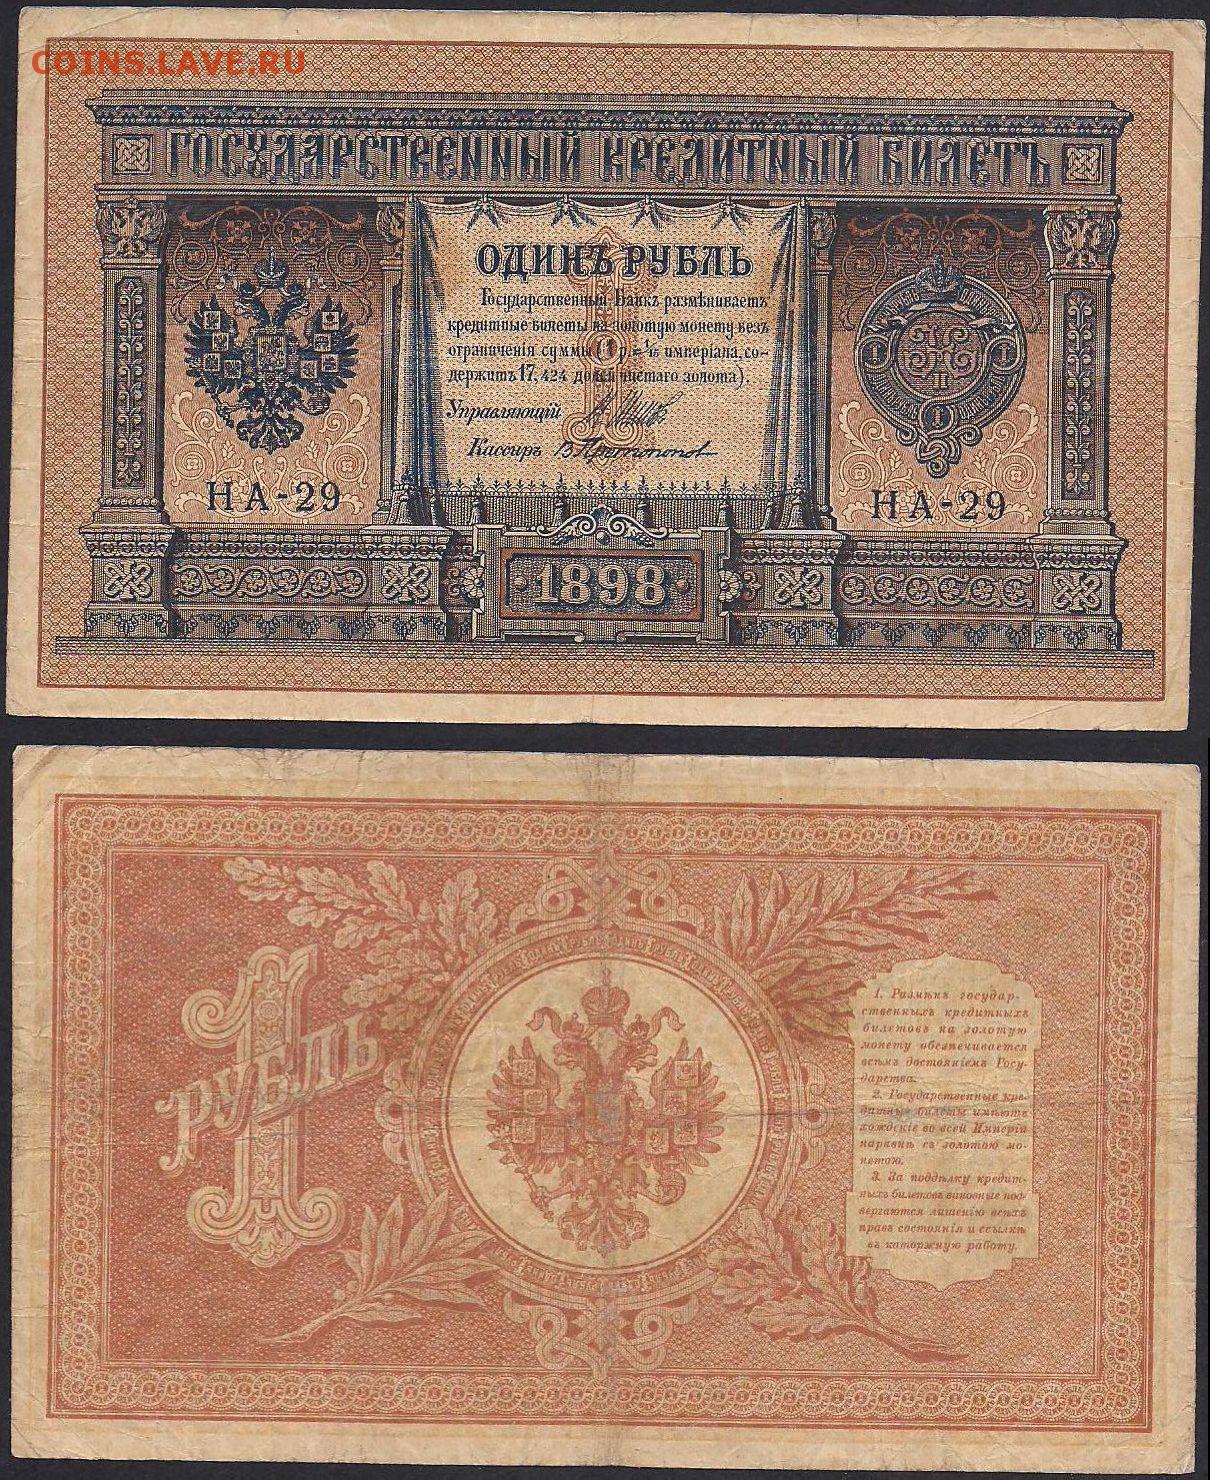 COINS.LAVE.RU
ГОСУДАРСТВЕННЫЙ КРЕДИТНЫЙ БИЛЕТЪ
ОДИНЪ РУБЛЬ
Государственный Банкъ размѣниваетъ
кредитные билеты на золотую монету безъ
ограниченія суммы (1 р.= 1/15 имперіала, со-
держитъ 17,424 долей чистаго золота).
Управляющій
Кассиръ
НА-29
НА-29
1898
1
РУБЛЬ
1. Размѣнъ государ-
ственныхъ кредитныхъ
билетовъ на золотую
монету обезпечивается
всѣмъ достояніемъ Госу-
дарства.
2. Государственные кре-
дитные билеты имѣютъ
хожденіе во всей Имперіи
наравнѣ съ золотою мо-
нетою.
3. За поддѣлку кредит-
ныхъ билетовъ виновные под-
вергаются лишенію всѣхъ
правъ состоянія и ссылкѣ
въ каторжную работу.